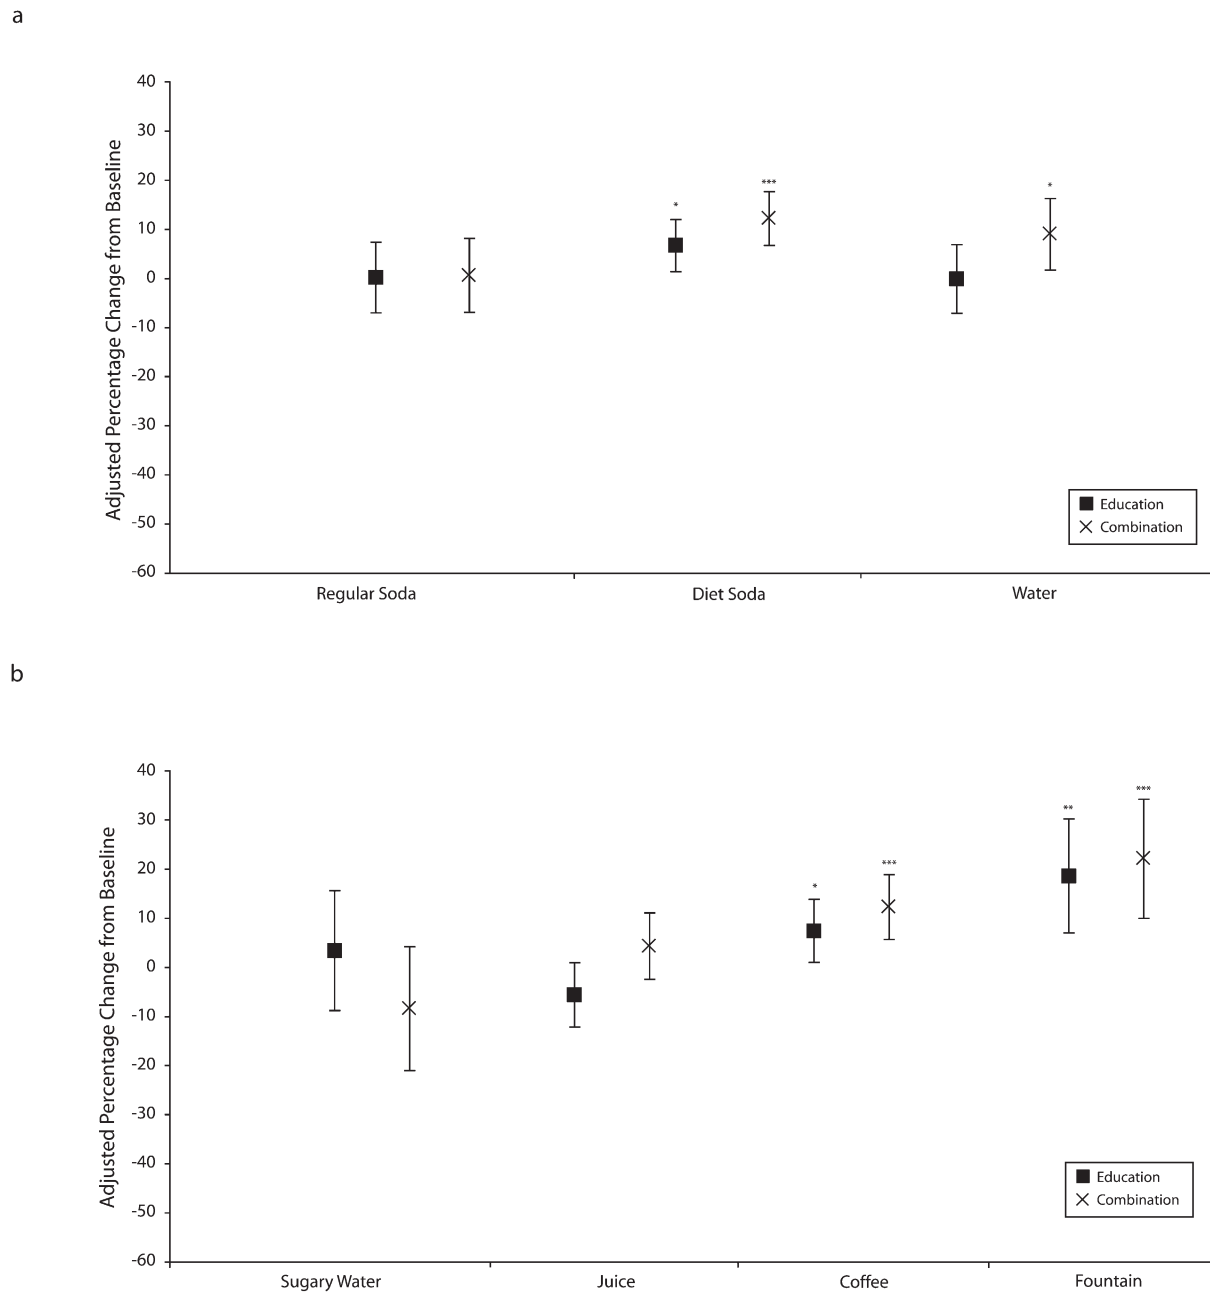 a
Adjusted Percentage Change from Baseline
40
30
20
10
0
-10
-20
-30
-40
-50
-60
*
***
*
Education
Combination
Regular Soda Diet Soda Water
b
Adjusted Percentage Change from Baseline
40
30
20
10
0
-10
-20
-30
-40
-50
-60
*
***
**
***
Education
Combination
Sugary Water Juice Coffee Fountain